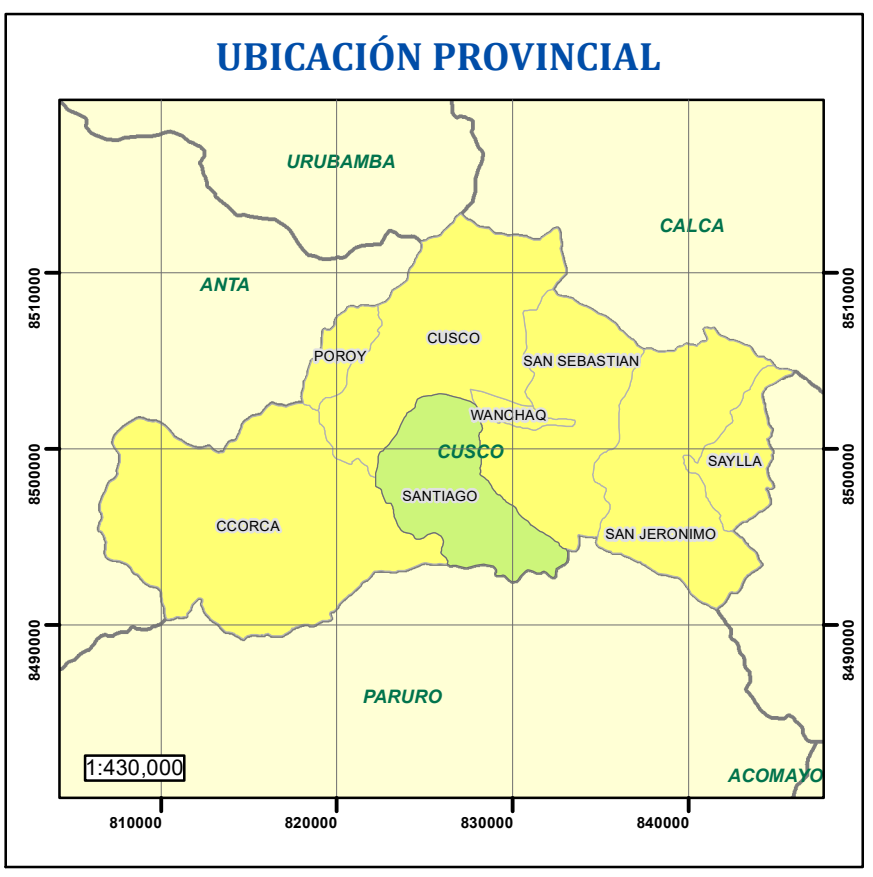 UBICACIÓN PROVINCIAL
URUBAMBA
CALCA
ANTA
8510000
8510000
CUSCO
POROY
SAN SEBASTIAN
WANCHAQ
CUSCO
8500000
8500000
SAYLLA
SANTIAGO
CCORCA
SAN JERONIMO
8490000
8490000
PARURO
1:430,000
ACOMAYO
810000
820000
830000
840000